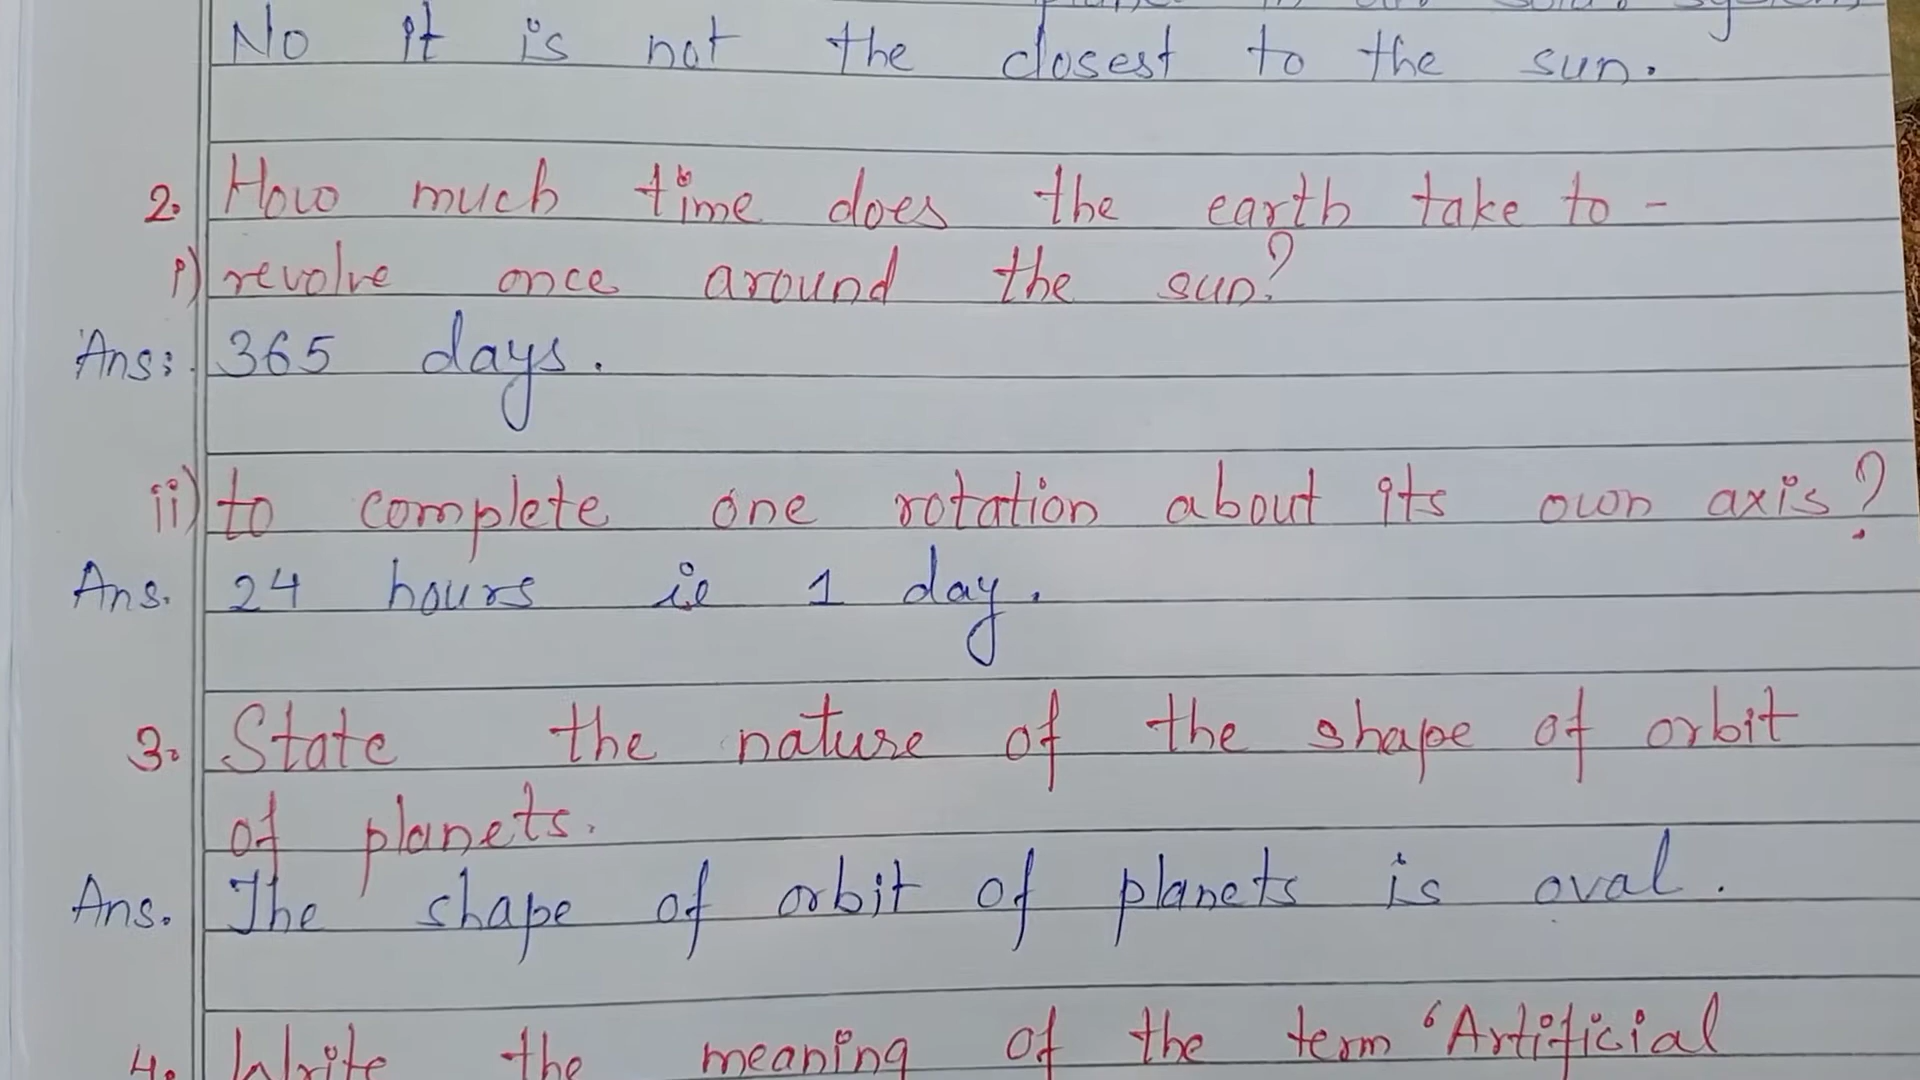 No it is not the closest to the sun.
2. How much time does the earth take to -
i) revolve once around the sun?
Ans: 365 days.
ii) to complete one rotation about its own axis?
Ans. 24 hours ie 1 day.
3. State the nature of the shape of orbit
of planets.
Ans. The shape of orbit of planets is oval.
4. Write the meaning of the term "Artificial